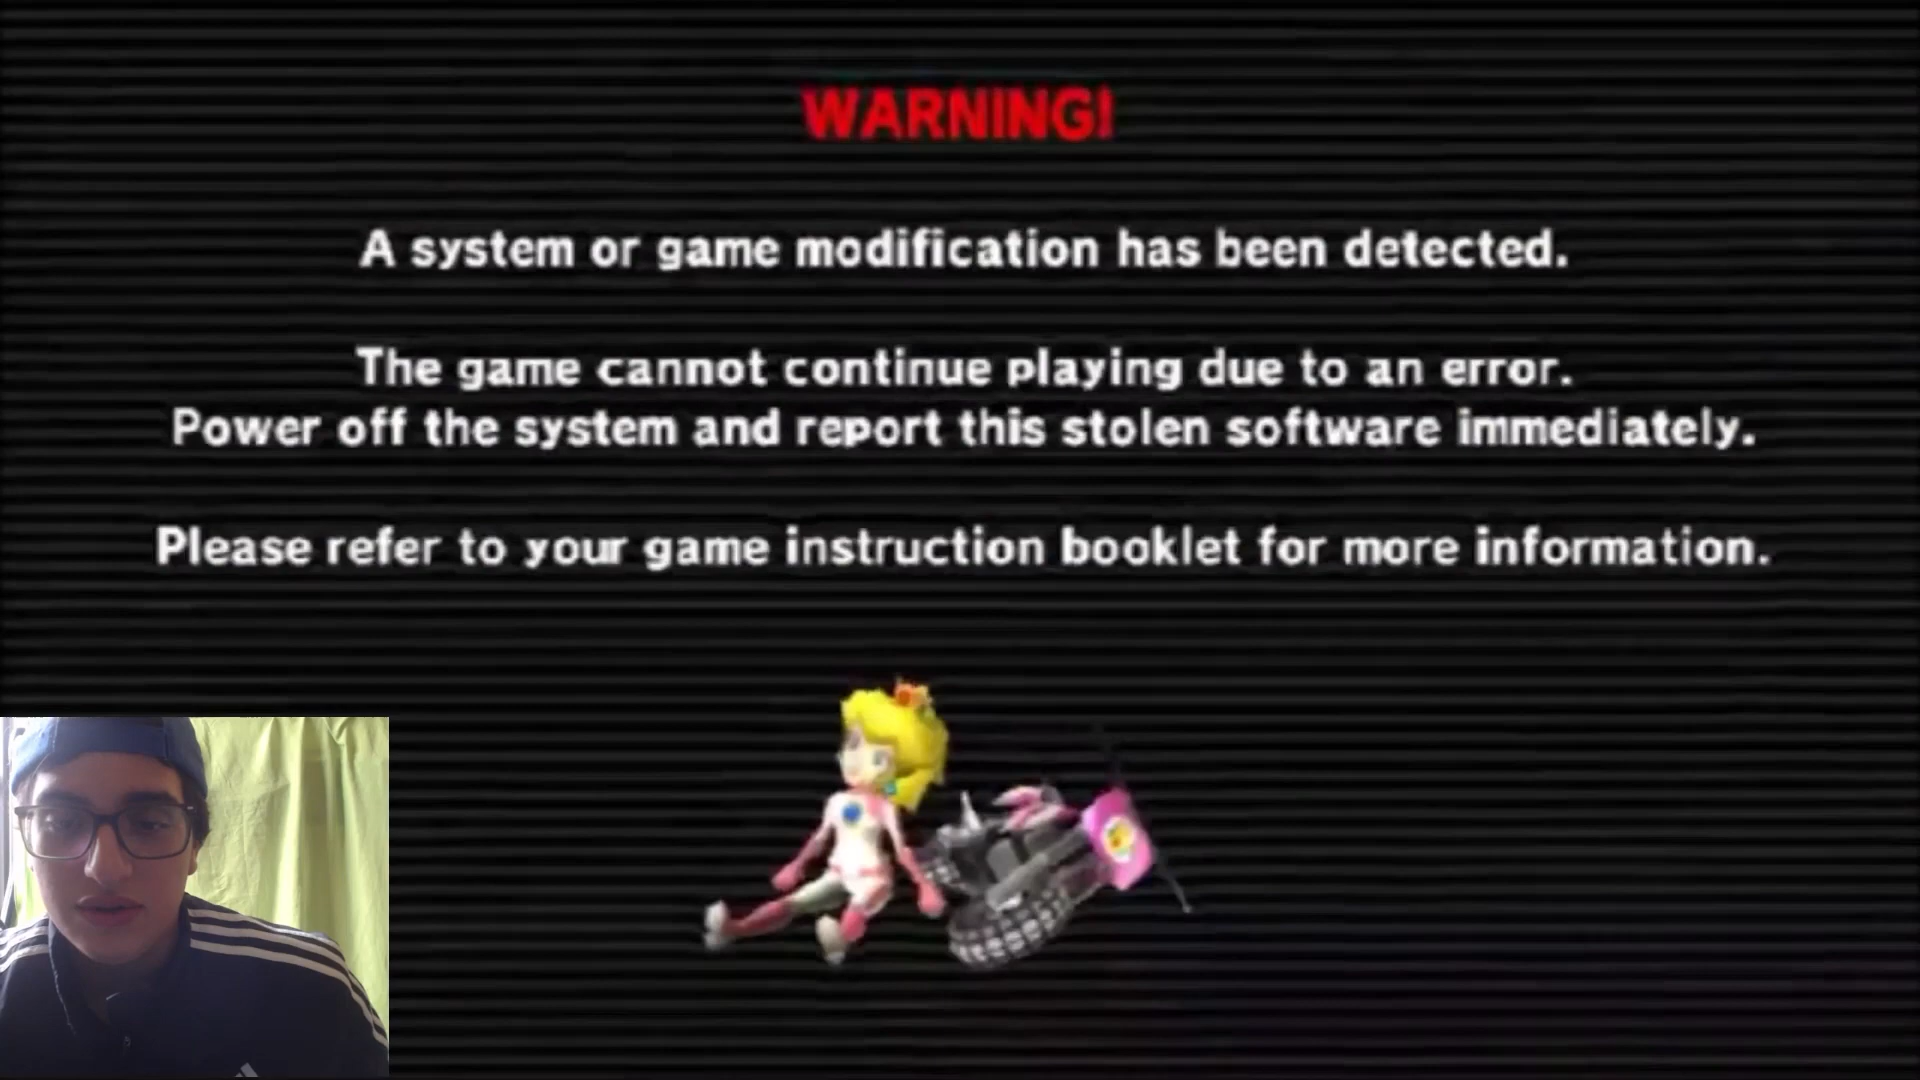 WARNING!
A system or game modification has been detected.
The game cannot continue playing due to an error.
Power off the system and report this stolen software immediately.
Please refer to your game instruction booklet for more information.